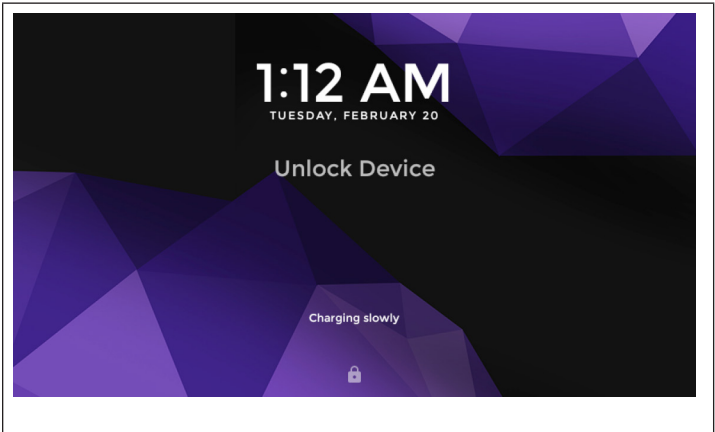 1:12 AM
TUESDAY, FEBRUARY 20
Unlock Device
Charging slowly